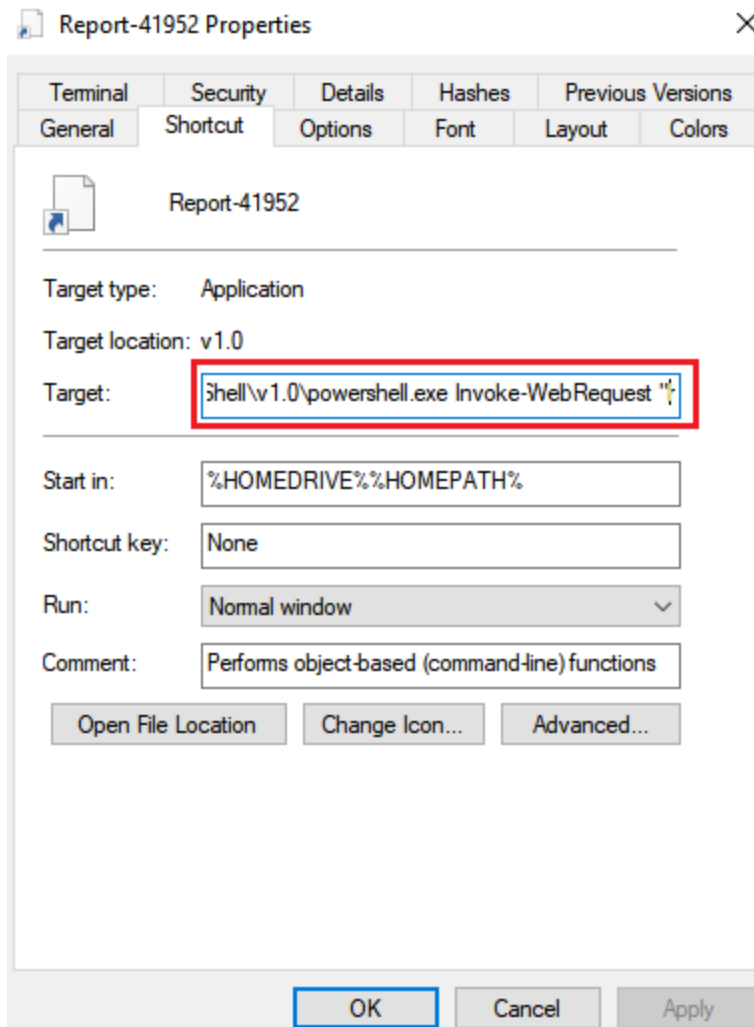 Report-41952 Properties
Terminal Security Details Hashes Previous Versions
General Shortcut Options Font Layout Colors
Report-41952
Target type: Application
Target location: v1.0
Target: Shell\v1.0\powershell.exe Invoke-WebRequest "
Start in: %HOMEDRIVE%%HOMEPATH%
Shortcut key: None
Run: Normal window
Comment: Performs object-based (command-line) functions
Open File Location Change Icon... Advanced...
OK Cancel Apply